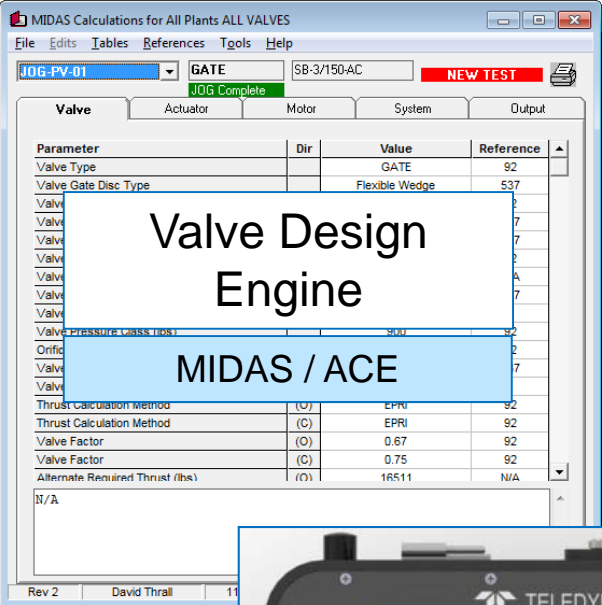 MIDAS Calculations for All Plants ALL VALVES
File Edits Tables References Tools Help
JOG-PV-01 GATE SB-3/150-AC NEW TEST
JOG Complete
Valve Actuator Motor System Output
Parameter Dir Value Reference
Valve Type GATE 92
Valve Gate Disc Type Flexible Wedge 537
Valve Design
Engine
Valve Pressure Class (lbs) 900 92
MIDAS / ACE
Thrust Calculation Method (O) EPRI 92
Thrust Calculation Method (C) EPRI 92
Valve Factor (O) 0.67 92
Valve Factor (C) 0.75 92
Alternate Required Thrust (lbs) (O) 16511 N/A
N/A
Rev 2 David Thrall 11